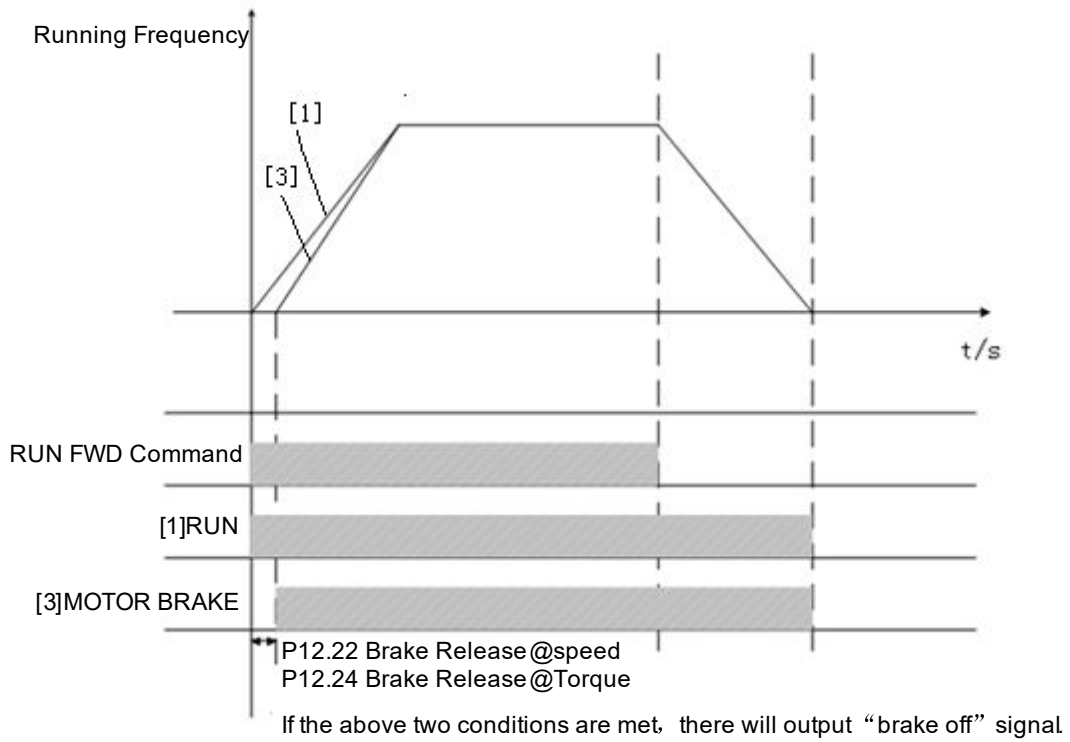 Running Frequency
[1]
[3]
t/s
RUN FWD Command
[1]RUN
[3]MOTOR BRAKE
P12.22 Brake Release@speed
P12.24 Brake Release@Torque
If the above two conditions are met, there will output “brake off” signal.